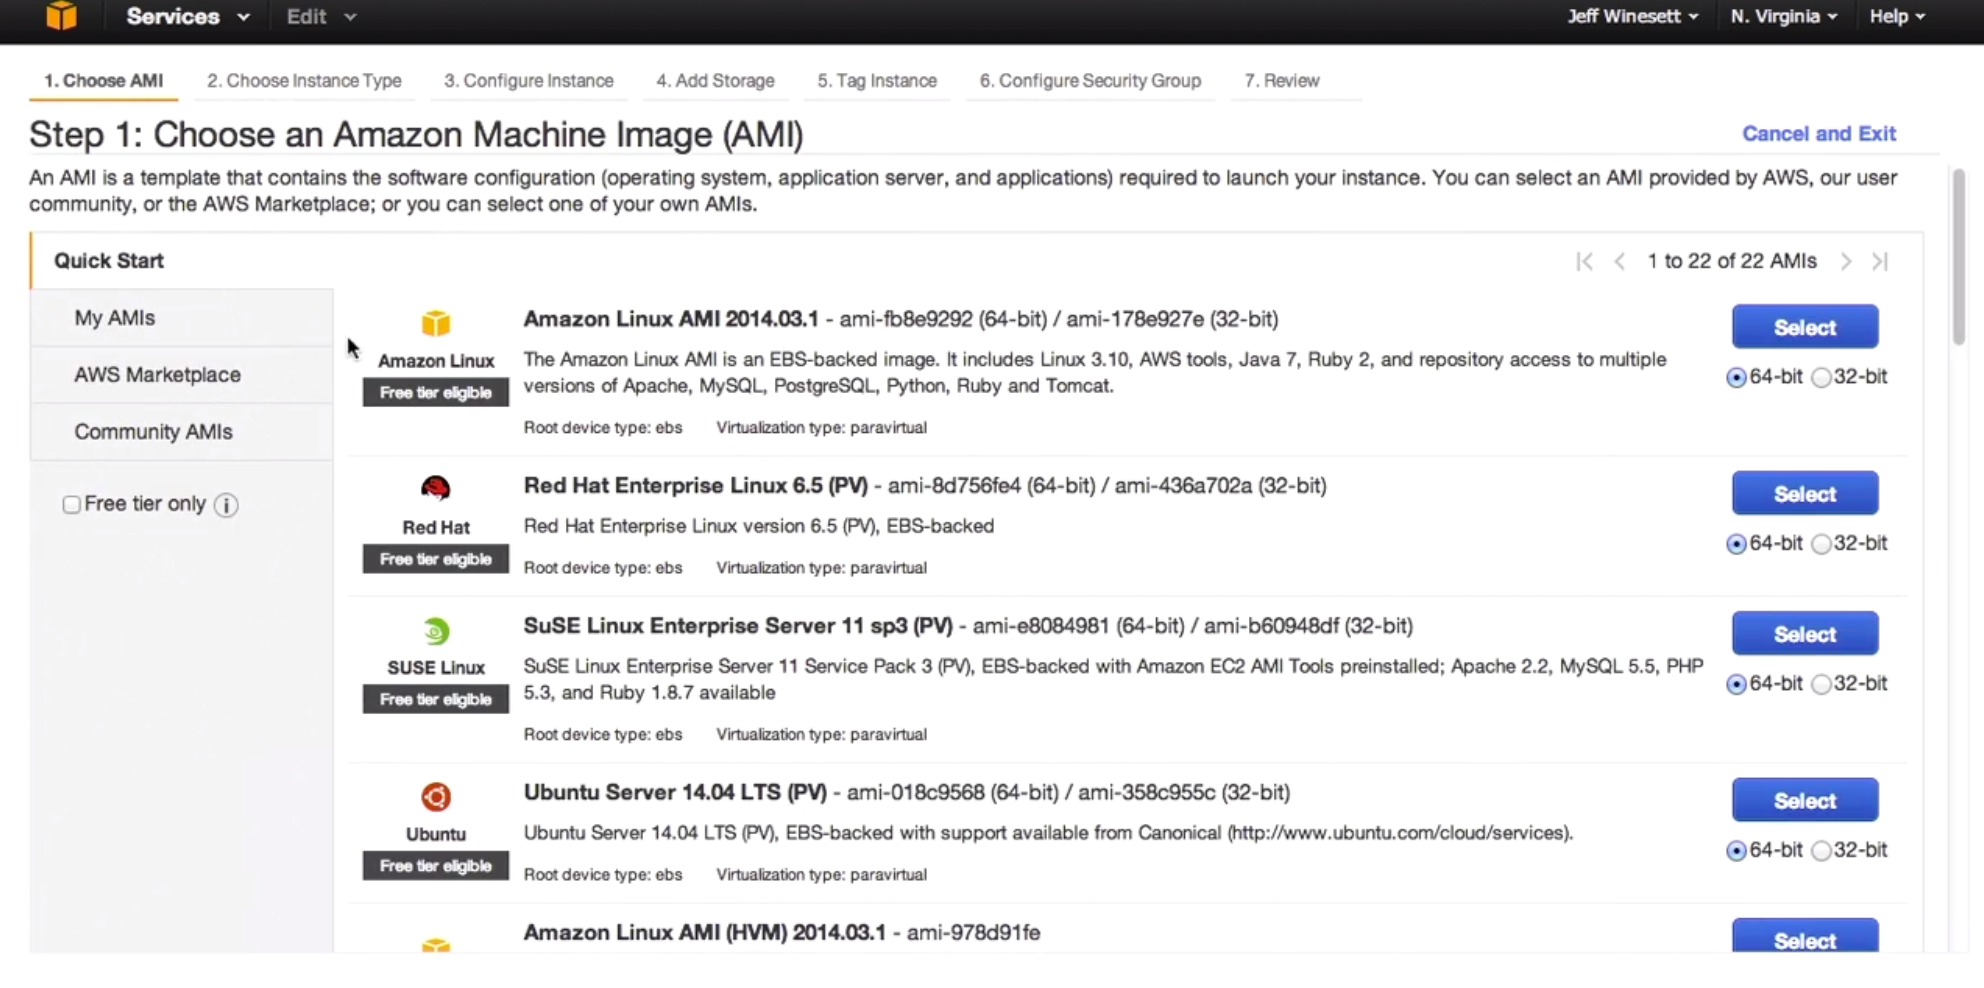 Services Edit Jeff Winesett N. Virginia Help
1. Choose AMI 2. Choose Instance Type 3. Configure Instance 4. Add Storage 5. Tag Instance 6. Configure Security Group 7. Review
Step 1: Choose an Amazon Machine Image (AMI) Cancel and Exit
An AMI is a template that contains the software configuration (operating system, application server, and applications) required to launch your instance. You can select an AMI provided by AWS, our user
community, or the AWS Marketplace; or you can select one of your own AMIs.
Quick Start
My AMIs
AWS Marketplace
Community AMIs
Free tier only
1 to 22 of 22 AMIs
Amazon Linux
Free tier eligible
Amazon Linux AMI 2014.03.1 - ami-fb8e9292 (64-bit) / ami-178e927e (32-bit)
The Amazon Linux AMI is an EBS-backed image. It includes Linux 3.10, AWS tools, Java 7, Ruby 2, and repository access to multiple
versions of Apache, MySQL, PostgreSQL, Python, Ruby and Tomcat.
Root device type: ebs Virtualization type: paravirtual
Select
64-bit 32-bit
Red Hat
Free tier eligible
Red Hat Enterprise Linux 6.5 (PV) - ami-8d756fe4 (64-bit) / ami-436a702a (32-bit)
Red Hat Enterprise Linux version 6.5 (PV), EBS-backed
Root device type: ebs Virtualization type: paravirtual
Select
64-bit 32-bit
SUSE Linux
Free tier eligible
SuSE Linux Enterprise Server 11 sp3 (PV) - ami-e8084981 (64-bit) / ami-b60948df (32-bit)
SuSE Linux Enterprise Server 11 Service Pack 3 (PV), EBS-backed with Amazon EC2 AMI Tools preinstalled; Apache 2.2, MySQL 5.5, PHP
5.3, and Ruby 1.8.7 available
Root device type: ebs Virtualization type: paravirtual
Select
64-bit 32-bit
Ubuntu
Free tier eligible
Ubuntu Server 14.04 LTS (PV) - ami-018c9568 (64-bit) / ami-358c955c (32-bit)
Ubuntu Server 14.04 LTS (PV), EBS-backed with support available from Canonical (http://www.ubuntu.com/cloud/services).
Root device type: ebs Virtualization type: paravirtual
Select
64-bit 32-bit
Amazon Linux AMI (HVM) 2014.03.1 - ami-978d91fe
Select